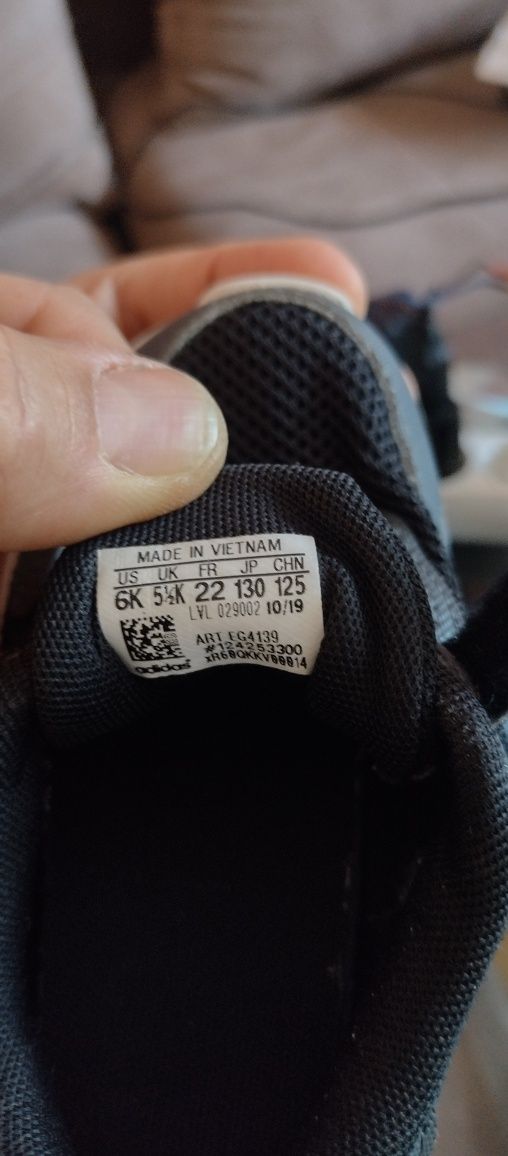 MADE IN VIETNAM
US UK FR JP CHN
6K 5½K 22 130 125
LVL 029002 10/19
ART EG4139
#124253300
adidas xR60QKKV00014